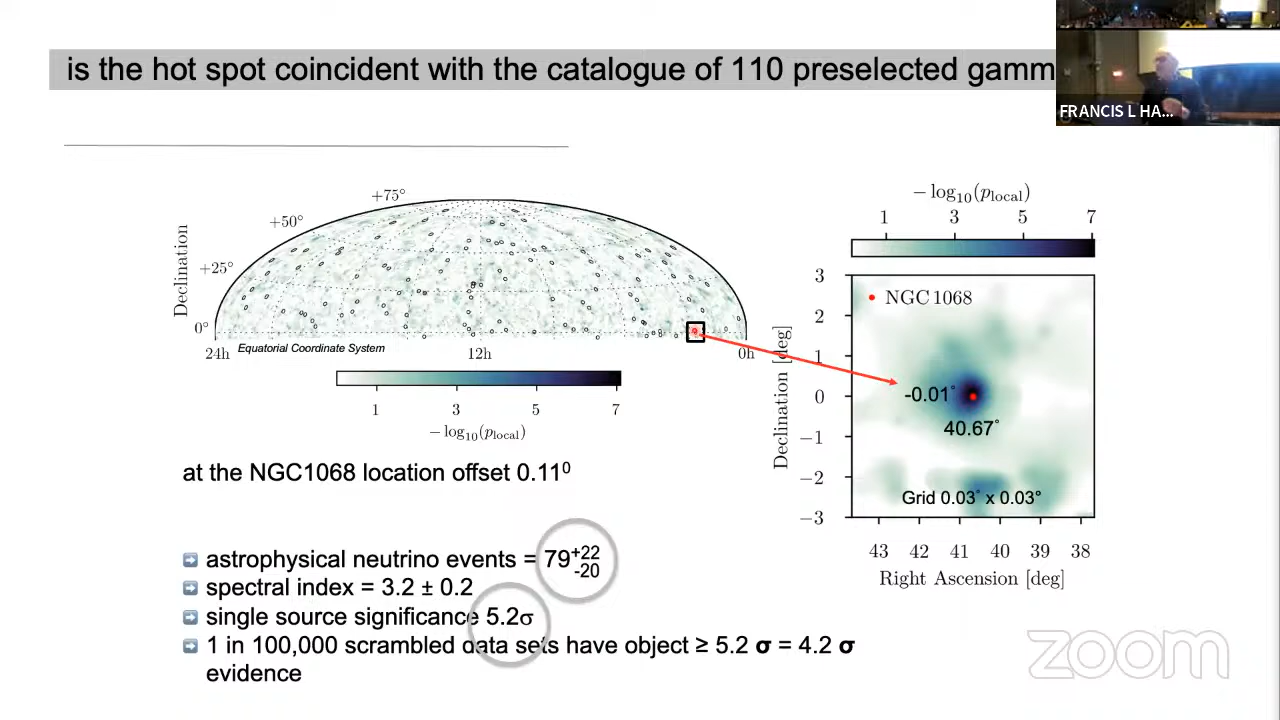 is the hot spot coincident with the catalogue of 110 preselected gamm
FRANCIS L HA...
+75°
+50°
+25°
0°
Declination
24h
12h
0h
Equatorial Coordinate System
1 3 5 7
− log₁₀(p_local)
at the NGC1068 location offset 0.11⁰
− log₁₀(p_local)
1 3 5 7
NGC 1068
3
2
1
0
−1
−2
−3
Declination [deg]
-0.01°
40.67°
Grid 0.03° x 0.03°
43 42 41 40 39 38
Right Ascension [deg]
astrophysical neutrino events = 79 +22 -20
spectral index = 3.2 ± 0.2
single source significance 5.2σ
1 in 100,000 scrambled data sets have object ≥ 5.2 σ = 4.2 σ
evidence
zoom